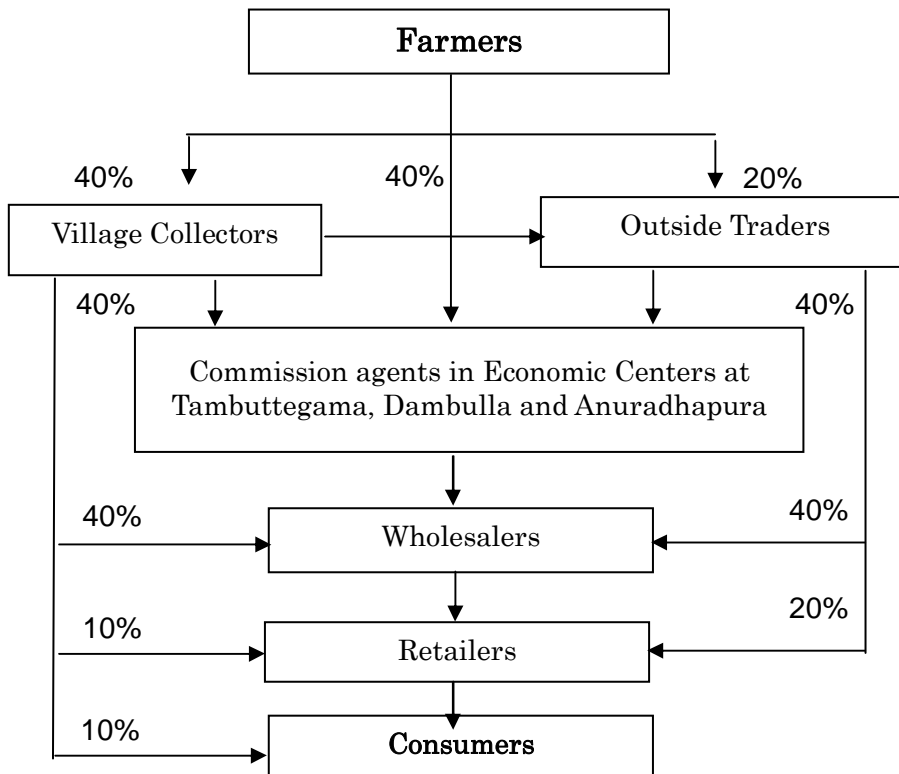 Farmers
40%
40%
20%
Village Collectors
Outside Traders
40%
40%
Commission agents in Economic Centers at
Tambuttegama, Dambulla and Anuradhapura
40%
Wholesalers
40%
10%
Retailers
20%
10%
Consumers